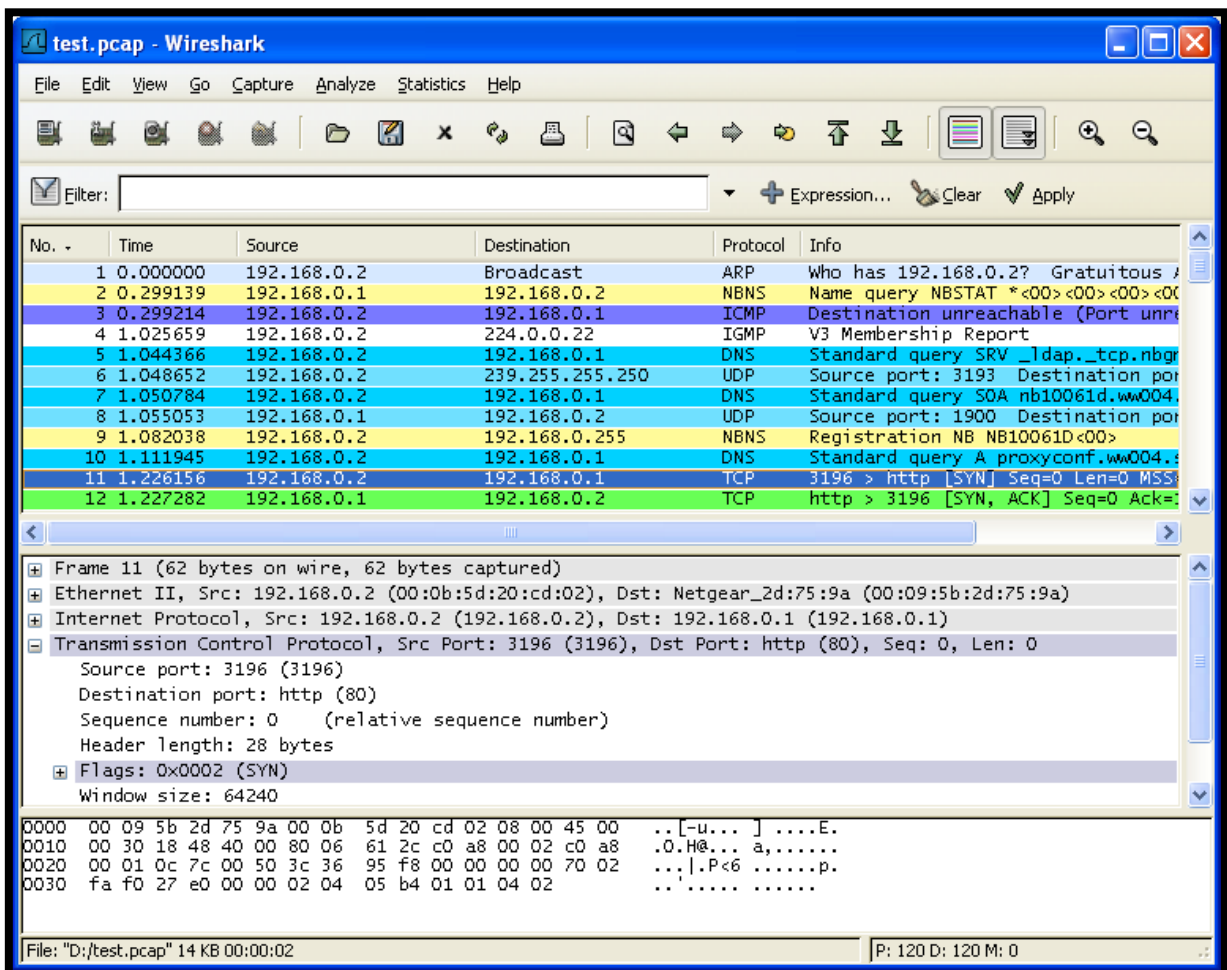 test.pcap - Wireshark
File Edit View Go Capture Analyze Statistics Help
Filter: Expression... Clear Apply
No. Time Source Destination Protocol Info
1 0.000000 192.168.0.2 Broadcast ARP Who has 192.168.0.2? Gratuitous
2 0.299139 192.168.0.1 192.168.0.2 NBNS Name query NBSTAT *<00><00><00><00
3 0.299214 192.168.0.2 192.168.0.1 ICMP Destination unreachable (Port unre
4 1.025659 192.168.0.2 224.0.0.22 IGMP V3 Membership Report
5 1.044366 192.168.0.2 192.168.0.1 DNS Standard query SRV _ldap._tcp.nbgm
6 1.048652 192.168.0.2 239.255.255.250 UDP Source port: 3193 Destination por
7 1.050784 192.168.0.2 192.168.0.1 DNS Standard query SOA nb10061d.ww004.
8 1.055053 192.168.0.1 192.168.0.2 UDP Source port: 1900 Destination por
9 1.082038 192.168.0.2 192.168.0.255 NBNS Registration NB NB10061D<00>
10 1.111945 192.168.0.2 192.168.0.1 DNS Standard query A proxyconf.ww004.s
11 1.226156 192.168.0.2 192.168.0.1 TCP 3196 > http [SYN] Seq=0 Len=0 MSS=
12 1.227282 192.168.0.1 192.168.0.2 TCP http > 3196 [SYN, ACK] Seq=0 Ack=1
Frame 11 (62 bytes on wire, 62 bytes captured)
Ethernet II, Src: 192.168.0.2 (00:0b:5d:20:cd:02), Dst: Netgear_2d:75:9a (00:09:5b:2d:75:9a)
Internet Protocol, Src: 192.168.0.2 (192.168.0.2), Dst: 192.168.0.1 (192.168.0.1)
Transmission Control Protocol, Src Port: 3196 (3196), Dst Port: http (80), Seq: 0, Len: 0
Source port: 3196 (3196)
Destination port: http (80)
Sequence number: 0 (relative sequence number)
Header length: 28 bytes
Flags: 0x0002 (SYN)
Window size: 64240
0000 00 09 5b 2d 75 9a 00 0b 5d 20 cd 02 08 00 45 00 ..[-u... ] ....E.
0010 00 30 18 48 40 00 80 06 61 2c c0 a8 00 02 c0 a8 .0.H@... a,......
0020 00 01 0c 7c 00 50 3c 36 95 f8 00 00 00 00 70 02 ...|.P<6 ......p.
0030 fa f0 27 e0 00 00 02 04 05 b4 01 01 04 02 ..'..... ......
File: "D:/test.pcap" 14 KB 00:00:02 P: 120 D: 120 M: 0